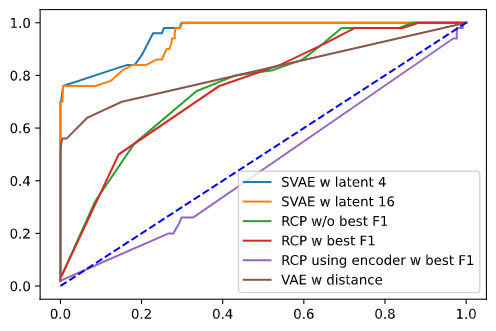 1.0
0.8
0.6
0.4
0.2
0.0
SVAE w latent 4
SVAE w latent 16
RCP w/o best F1
RCP w best F1
RCP using encoder w best F1
VAE w distance
0.0 0.2 0.4 0.6 0.8 1.0